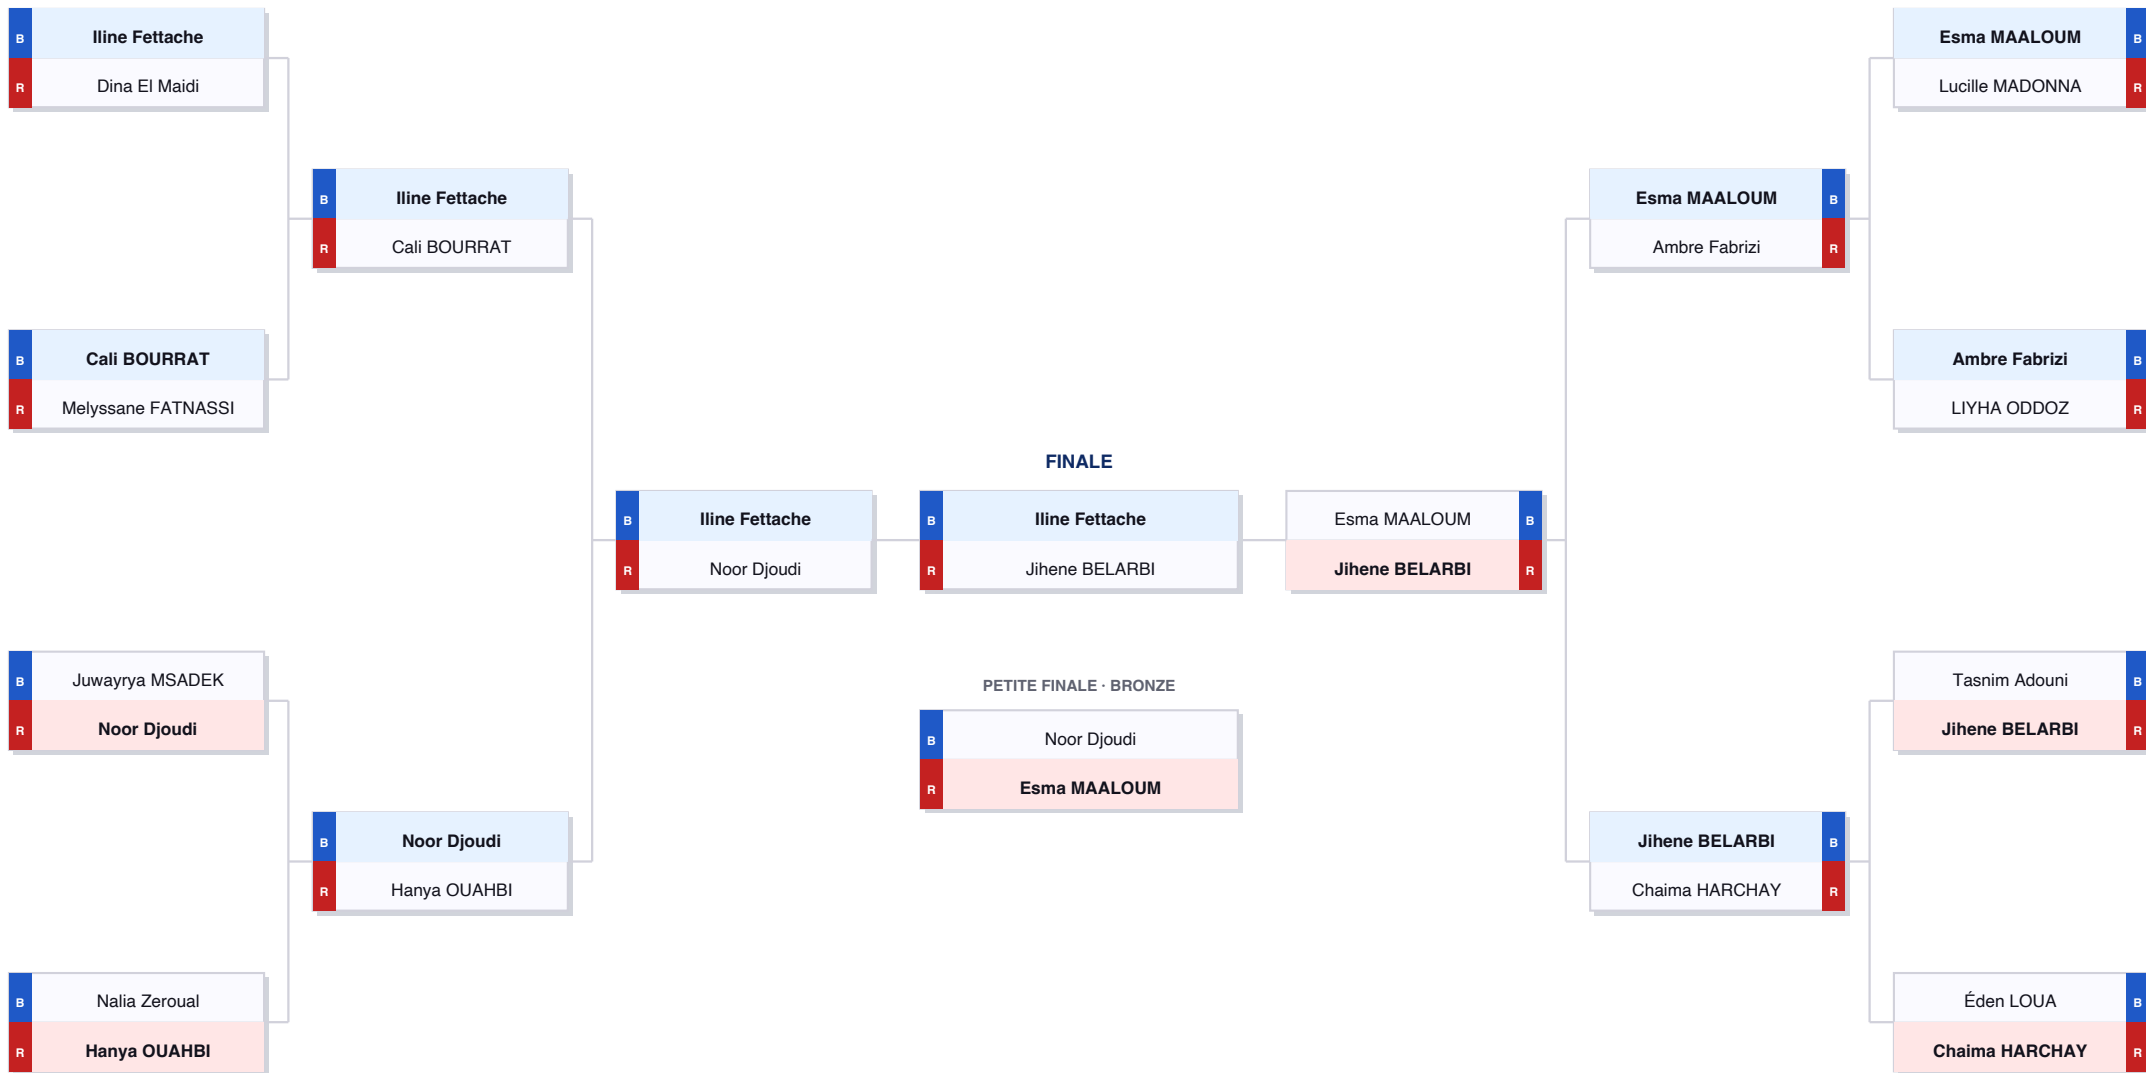 B
Iline Fettache
R
Dina El Maidi
B
Cali BOURRAT
R
Melyssane FATNASSI
B
Juwayrya MSADEK
R
Noor Djoudi
B
Nalia Zeroual
R
Hanya OUAHBI
B
Iline Fettache
R
Cali BOURRAT
B
Noor Djoudi
R
Hanya OUAHBI
B
Iline Fettache
R
Noor Djoudi
FINALE
B
Iline Fettache
R
Jihene BELARBI
PETITE FINALE · BRONZE
B
Noor Djoudi
R
Esma MAALOUM
Esma MAALOUM
B
Jihene BELARBI
R
Esma MAALOUM
B
Ambre Fabrizi
R
Jihene BELARBI
B
Chaima HARCHAY
R
Esma MAALOUM
B
Lucille MADONNA
R
Ambre Fabrizi
B
LIYHA ODDOZ
R
Tasnim Adouni
B
Jihene BELARBI
R
Éden LOUA
B
Chaima HARCHAY
R